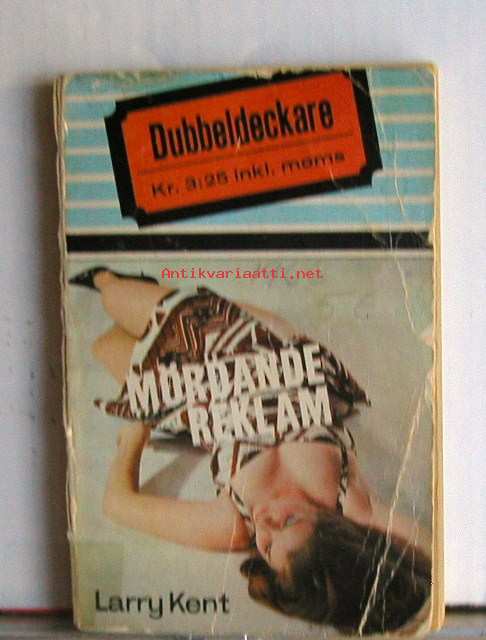 Dubbeldeckare
Kr. 3:25 inkl. moms
Antikvariaatti.net
MÖRDANDE
REKLAM
Larry Kent